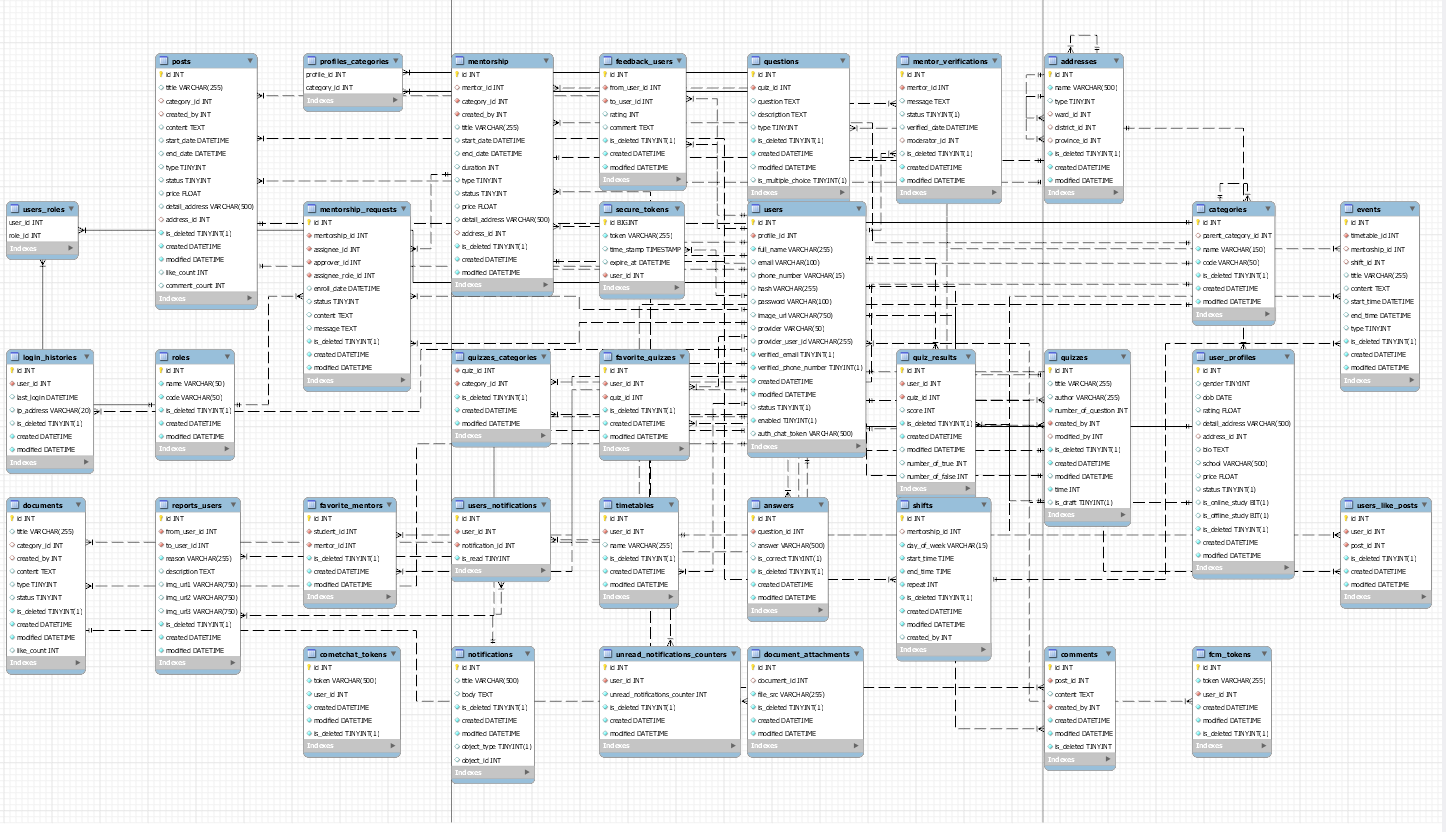 posts
id INT
title VARCHAR(255)
category_id INT
created_by INT
content TEXT
start_date DATETIME
end_date DATETIME
type TINYINT
status TINYINT
price FLOAT
detail_address VARCHAR(500)
address_id INT
is_deleted TINYINT(1)
created DATETIME
modified DATETIME
like_count INT
comment_count INT
Indexes
profiles_categories
profile_id INT
category_id INT
Indexes
mentorship
id INT
mentor_id INT
category_id INT
created_by INT
title VARCHAR(255)
start_date DATETIME
end_date DATETIME
duration INT
type TINYINT
status TINYINT
price FLOAT
detail_address VARCHAR(500)
address_id INT
is_deleted TINYINT(1)
created DATETIME
modified DATETIME
Indexes
feedback_users
id INT
from_user_id INT
to_user_id INT
rating INT
comment TEXT
is_deleted TINYINT(1)
created DATETIME
modified DATETIME
Indexes
questions
id INT
quiz_id INT
question TEXT
description TEXT
type TINYINT
is_deleted TINYINT(1)
created DATETIME
modified DATETIME
is_multiple_choice TINYINT(1)
mentor_verifications
id INT
mentor_id INT
message TEXT
status TINYINT(1)
verified_date DATETIME
moderator_id INT
is_deleted TINYINT(1)
created DATETIME
modified DATETIME
Indexes
addresses
id INT
name VARCHAR(500)
type TINYINT
ward_id INT
district_id INT
province_id INT
is_deleted TINYINT(1)
created DATETIME
modified DATETIME
Indexes
users_roles
user_id INT
role_id INT
Indexes
mentorship_requests
id INT
mentorship_id INT
assignee_id INT
approver_id INT
assignee_role_id INT
enroll_date DATETIME
status TINYINT
content TEXT
message TEXT
is_deleted TINYINT(1)
created DATETIME
modified DATETIME
Indexes
secure_tokens
id BIGINT
token VARCHAR(255)
time_stamp TIMESTAMP
expire_at DATETIME
user_id INT
Indexes
users
id INT
profile_id INT
full_name VARCHAR(255)
email VARCHAR(100)
phone_number VARCHAR(15)
hash VARCHAR(255)
password VARCHAR(100)
image_url VARCHAR(750)
provider VARCHAR(50)
provider_user_id VARCHAR(255)
verified_email TINYINT(1)
verified_phone_number TINYINT(1)
created DATETIME
modified DATETIME
status TINYINT(1)
enabled TINYINT(1)
auth_chat_token VARCHAR(500)
Indexes
categories
id INT
parent_category_id INT
name VARCHAR(150)
code VARCHAR(50)
is_deleted TINYINT(1)
created DATETIME
modified DATETIME
Indexes
events
id INT
timetable_id INT
mentorship_id INT
shift_id INT
title VARCHAR(255)
content TEXT
start_time DATETIME
end_time DATETIME
type TINYINT
is_deleted TINYINT(1)
created DATETIME
modified DATETIME
Indexes
login_histories
id INT
user_id INT
last_login DATETIME
ip_address VARCHAR(20)
is_deleted TINYINT(1)
created DATETIME
modified DATETIME
Indexes
roles
id INT
name VARCHAR(50)
code VARCHAR(50)
is_deleted TINYINT(1)
created DATETIME
modified DATETIME
Indexes
quizzes_categories
quiz_id INT
category_id INT
is_deleted TINYINT(1)
created DATETIME
modified DATETIME
Indexes
favorite_quizzes
id INT
user_id INT
quiz_id INT
is_deleted TINYINT(1)
created DATETIME
modified DATETIME
Indexes
quiz_results
id INT
user_id INT
quiz_id INT
score INT
is_deleted TINYINT(1)
created DATETIME
modified DATETIME
number_of_true INT
number_of_false INT
Indexes
quizzes
id INT
title VARCHAR(255)
author VARCHAR(255)
number_of_question INT
created_by INT
modified_by INT
is_deleted TINYINT(1)
created DATETIME
modified DATETIME
time INT
is_draft TINYINT(1)
Indexes
user_profiles
id INT
gender TINYINT
dob DATE
rating FLOAT
detail_address VARCHAR(500)
address_id INT
bio TEXT
school VARCHAR(500)
price FLOAT
status TINYINT(1)
is_online_study BIT(1)
is_offline_study BIT(1)
is_deleted TINYINT(1)
created DATETIME
modified DATETIME
Indexes
documents
id INT
title VARCHAR(255)
category_id INT
created_by INT
content TEXT
type TINYINT
status TINYINT
is_deleted TINYINT(1)
created DATETIME
modified DATETIME
like_count INT
Indexes
reports_users
id INT
from_user_id INT
to_user_id INT
reason VARCHAR(255)
description TEXT
img_url1 VARCHAR(750)
img_url2 VARCHAR(750)
img_url3 VARCHAR(750)
is_deleted TINYINT(1)
created DATETIME
modified DATETIME
Indexes
favorite_mentors
id INT
student_id INT
mentor_id INT
is_deleted TINYINT(1)
created DATETIME
modified DATETIME
Indexes
users_notifications
id INT
user_id INT
notification_id INT
is_read TINYINT(1)
Indexes
timetables
id INT
user_id INT
name VARCHAR(255)
is_deleted TINYINT(1)
created DATETIME
modified DATETIME
Indexes
answers
id INT
question_id INT
answer VARCHAR(500)
is_correct TINYINT(1)
is_deleted TINYINT(1)
created DATETIME
modified DATETIME
Indexes
shifts
id INT
mentorship_id INT
day_of_week VARCHAR(15)
start_time TIME
end_time TIME
repeat INT
is_deleted TINYINT(1)
created DATETIME
modified DATETIME
created_by INT
Indexes
users_like_posts
id INT
user_id INT
post_id INT
is_deleted TINYINT(1)
created DATETIME
modified DATETIME
Indexes
cometchat_tokens
id INT
token VARCHAR(500)
user_id INT
created DATETIME
modified DATETIME
is_deleted TINYINT(1)
Indexes
notifications
id INT
title VARCHAR(500)
body TEXT
is_deleted TINYINT(1)
created DATETIME
modified DATETIME
object_type TINYINT(1)
object_id INT
Indexes
unread_notifications_counters
id INT
user_id INT
unread_notifications_counter INT
is_deleted TINYINT(1)
created DATETIME
modified DATETIME
Indexes
document_attachments
id INT
document_id INT
file_src VARCHAR(255)
is_deleted TINYINT(1)
created DATETIME
modified DATETIME
Indexes
comments
id INT
post_id INT
content TEXT
created_by INT
created DATETIME
modified DATETIME
is_deleted TINYINT
Indexes
fcm_tokens
id INT
token VARCHAR(255)
user_id INT
is_deleted TINYINT(1)
created DATETIME
modified DATETIME
Indexes